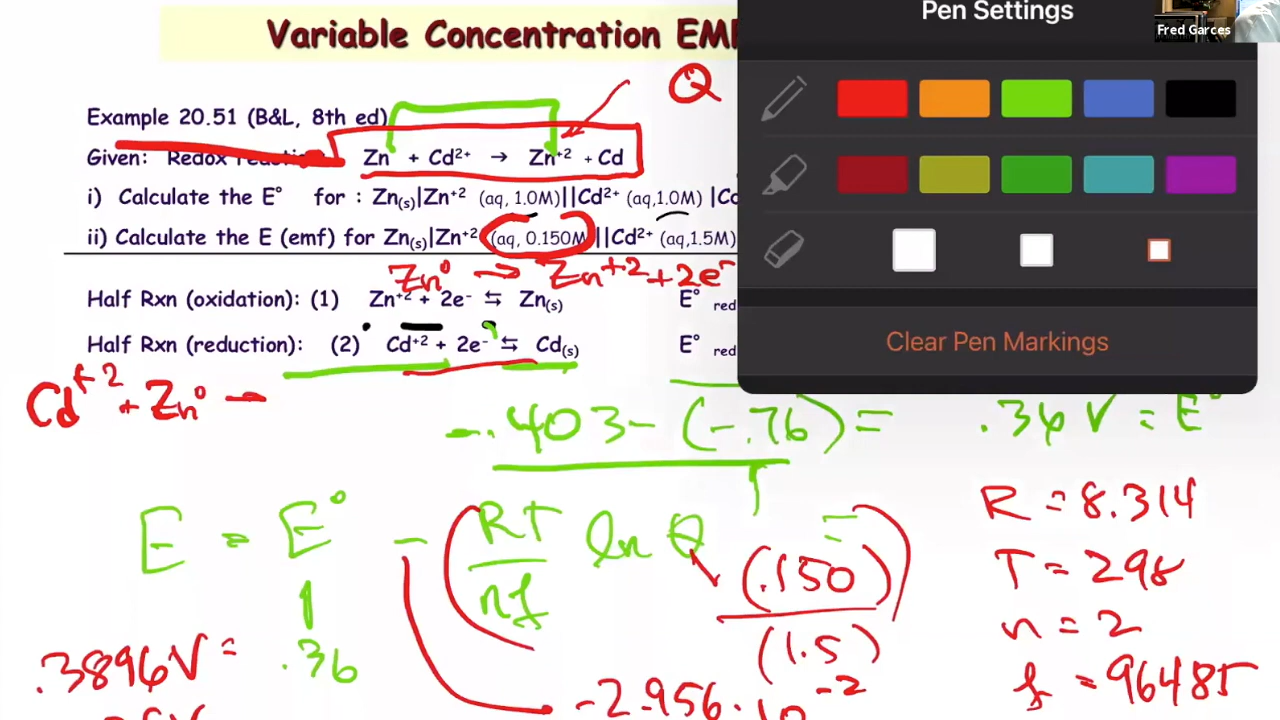 Variable Concentration EM
Pen Settings
Fred Garces
Q
Example 20.51 (B&L, 8th ed)
Given: Redox reaction: Zn + Cd²⁺ → Zn⁺² + Cd
i) Calculate the E° for : Zn(s)|Zn⁺² (aq, 1.0M)||Cd²⁺ (aq,1.0M) |Cd
ii) Calculate the E (emf) for Zn(s)|Zn⁺² (aq, 0.150M)||Cd²⁺ (aq,1.5M)
Zn° → Zn⁺² + 2e⁻
Half Rxn (oxidation): (1) Zn⁺² + 2e⁻ ⇆ Zn(s) E° red
Half Rxn (reduction): (2) Cd⁺² + 2e⁻ ⇆ Cd(s) E° red
Clear Pen Markings
Cd⁺² + Zn° →
-.403 - (-.76) = .36 V = E°
E = E° - RT/nf ln Q =
(.150)
(1.5)
R = 8.314
T = 298
n = 2
f = 96485
.3896V = .36
-2.956 · 10⁻²